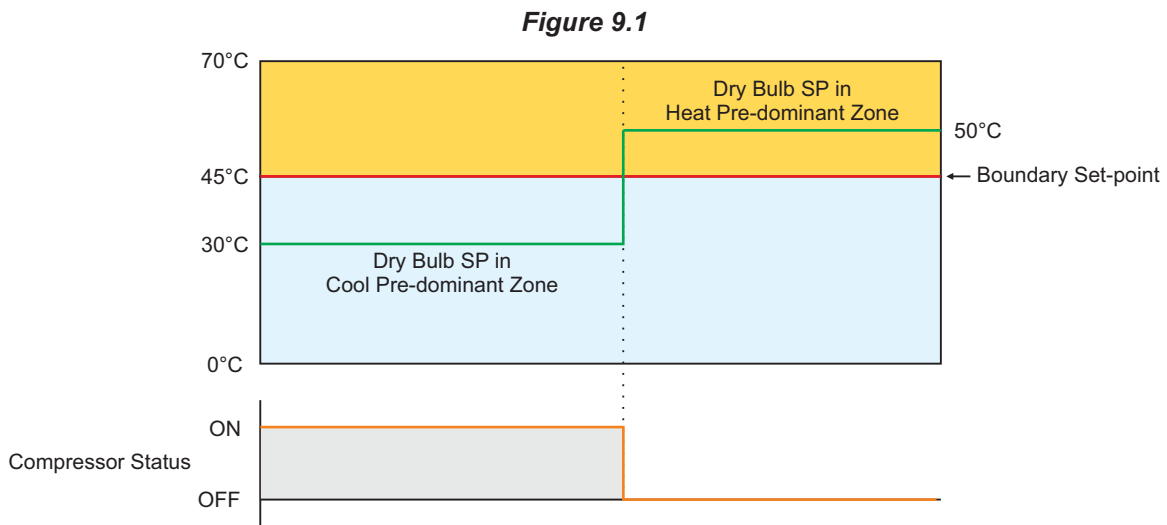 Figure 9.1
70°C
Dry Bulb SP in
Heat Pre-dominant Zone
50°C
45°C
← Boundary Set-point
30°C
Dry Bulb SP in
Cool Pre-dominant Zone
0°C
ON
Compressor Status
OFF